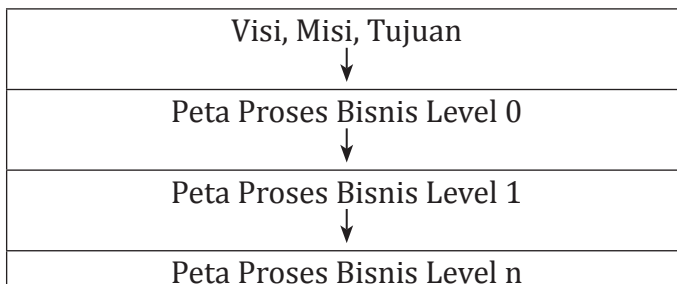 Visi, Misi, Tujuan
Peta Proses Bisnis Level 0
Peta Proses Bisnis Level 1
Peta Proses Bisnis Level n